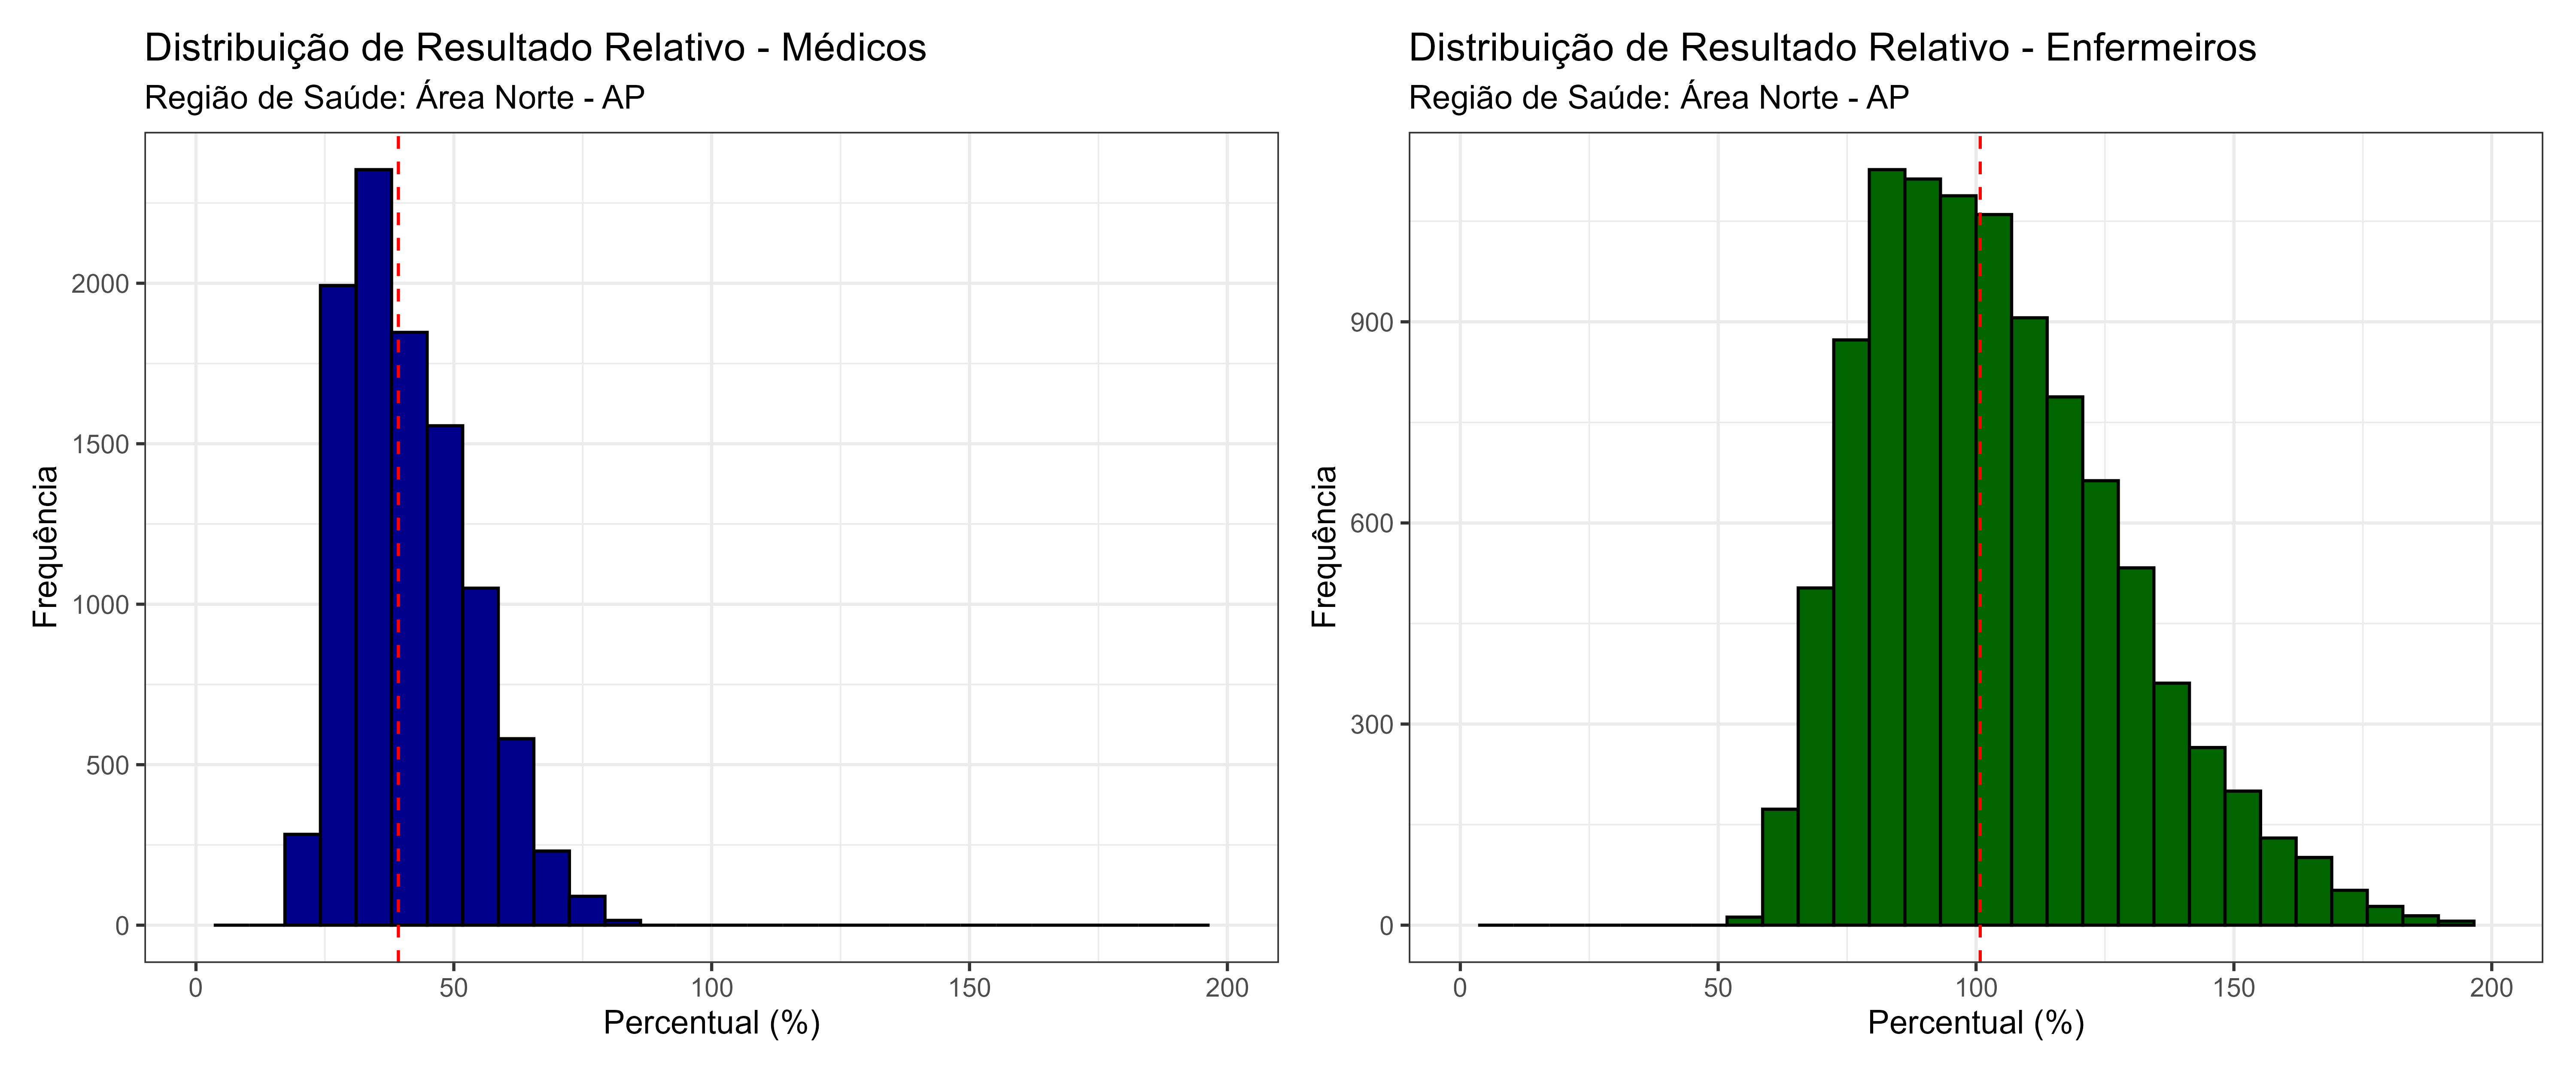 Distribuição de Resultado Relativo - Médicos
Região de Saúde: Área Norte - AP
Frequência
2000
1500
1000
500
0
0 50 100 150 200
Percentual (%)
Distribuição de Resultado Relativo - Enfermeiros
Região de Saúde: Área Norte - AP
Frequência
900
600
300
0
0 50 100 150 200
Percentual (%)